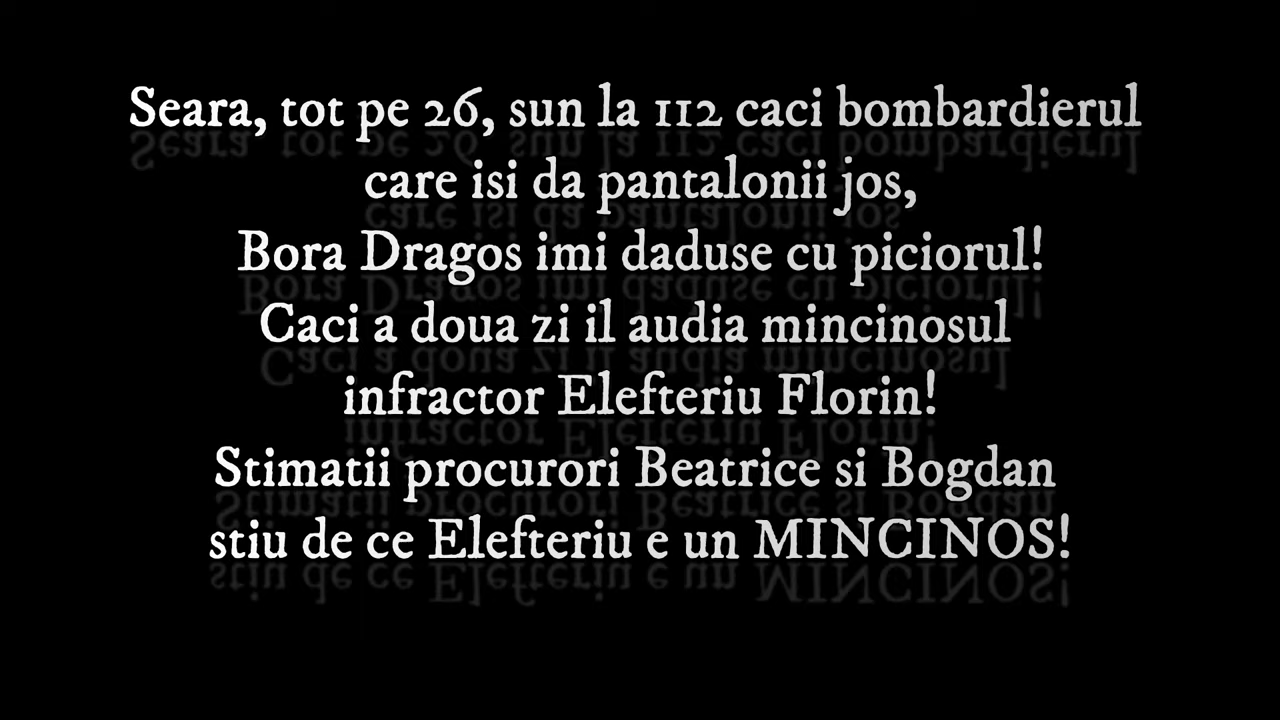 Seara, tot pe 26, sun la 112 caci bombardierul
care isi da pantalonii jos,
Bora Dragos imi daduse cu piciorul!
Caci a doua zi il audia mincinosul
infractor Elefteriu Florin!
Stimatii procurori Beatrice si Bogdan
stiu de ce Elefteriu e un MINCINOS!